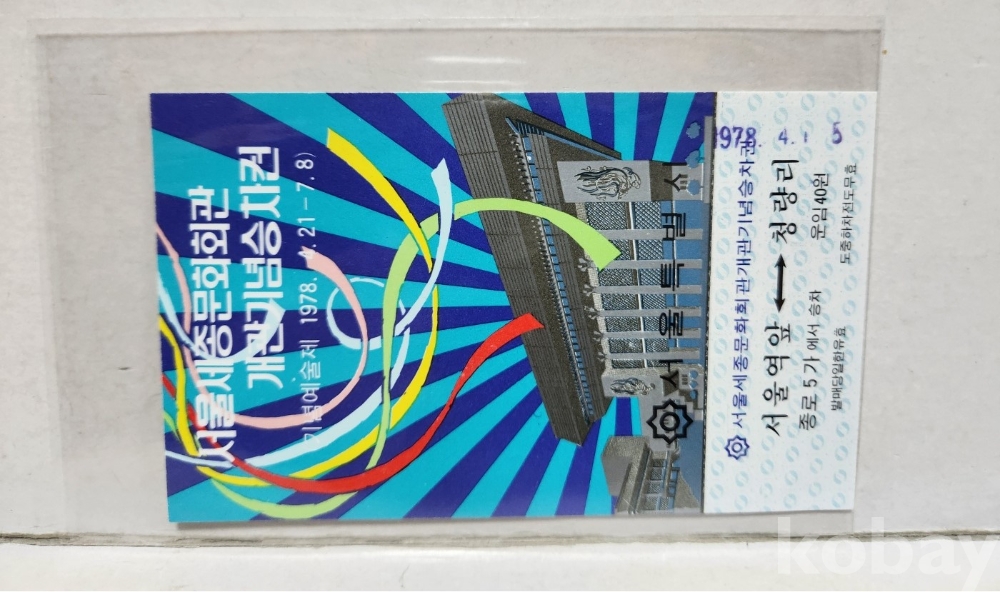 서울세종문화회관
개관기념승차권
기념예술제 1978. 4. 21 - 7. 8)
서울특별시
1978. 4. 5
서울세종문화회관개관기념승차권
서울역앞 ↔ 청량리
종로 5 가 에서 승차 운임 40원
발매당일한유효 도중하차전도무효
kobay